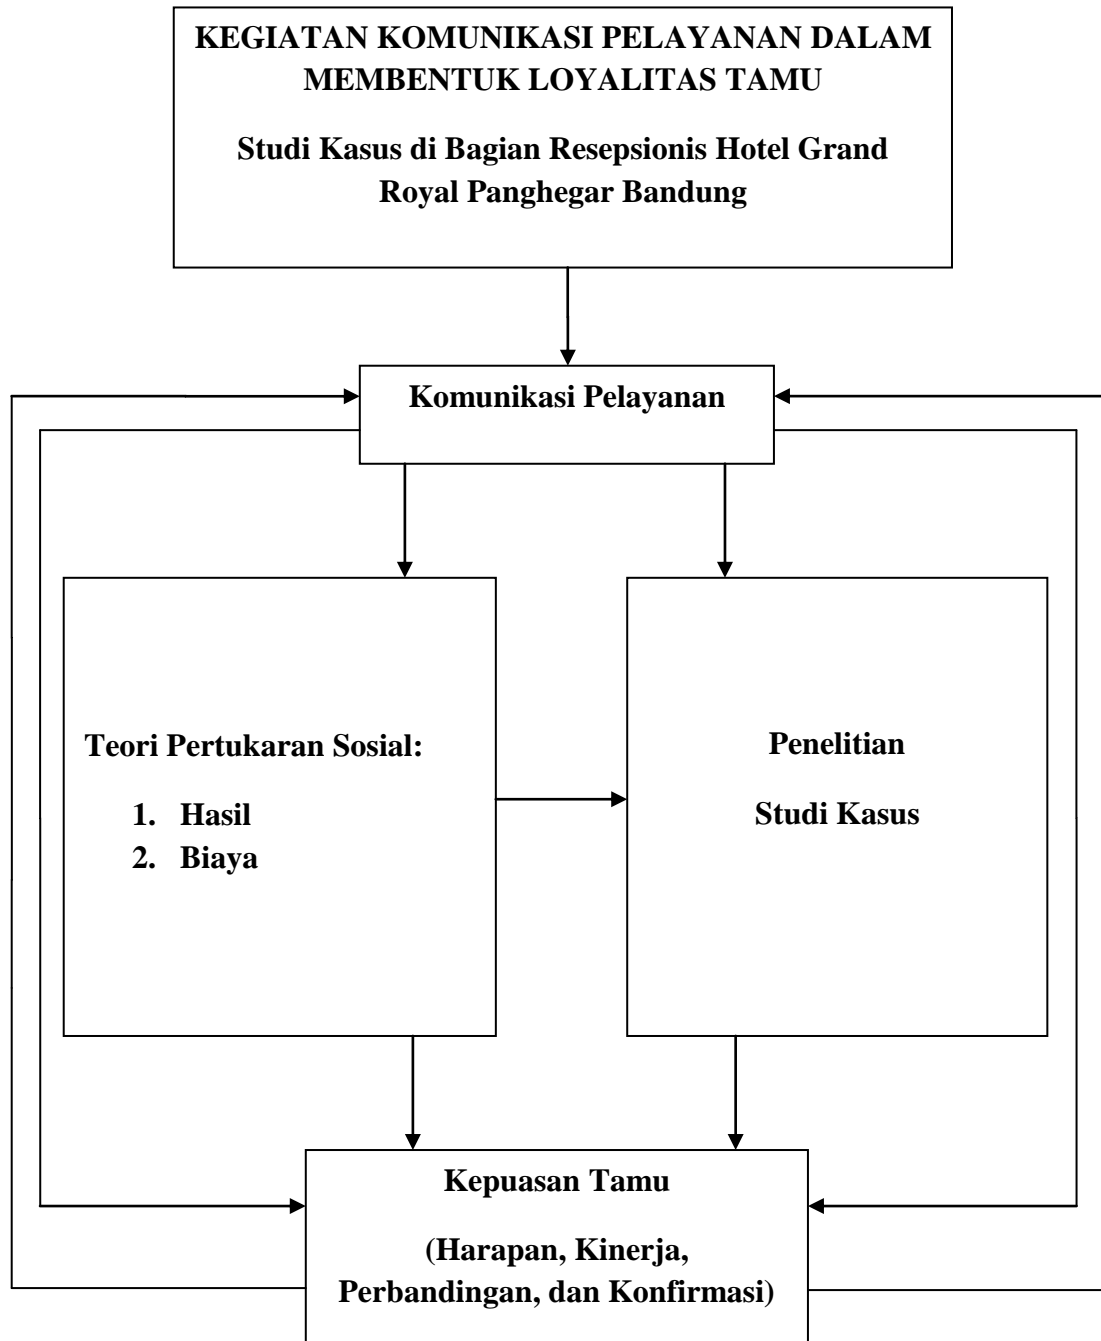 KEGIATAN KOMUNIKASI PELAYANAN DALAM
MEMBENTUK LOYALITAS TAMU
Studi Kasus di Bagian Resepsionis Hotel Grand
Royal Panghegar Bandung
Komunikasi Pelayanan
Teori Pertukaran Sosial:
1. Hasil
2. Biaya
Penelitian
Studi Kasus
Kepuasan Tamu
(Harapan, Kinerja,
Perbandingan, dan Konfirmasi)